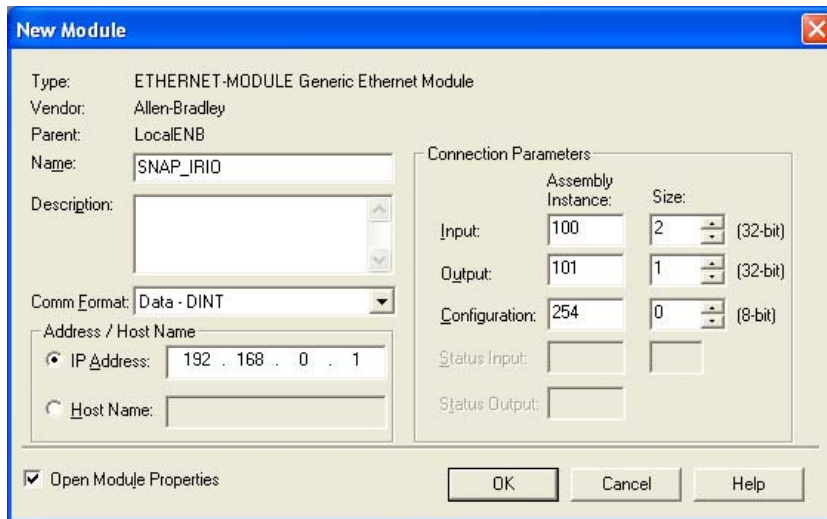 New Module
Type: ETHERNET-MODULE Generic Ethernet Module
Vendor: Allen-Bradley
Parent: LocalENB
Name: SNAP_IRIO
Description:
Comm Format: Data - DINT
Address / Host Name
IP Address: 192 . 168 . 0 . 1
Host Name:
Connection Parameters
Assembly
Instance: Size:
Input: 100 2 (32-bit)
Output: 101 1 (32-bit)
Configuration: 254 0 (8-bit)
Status Input:
Status Output:
Open Module Properties
OK Cancel Help